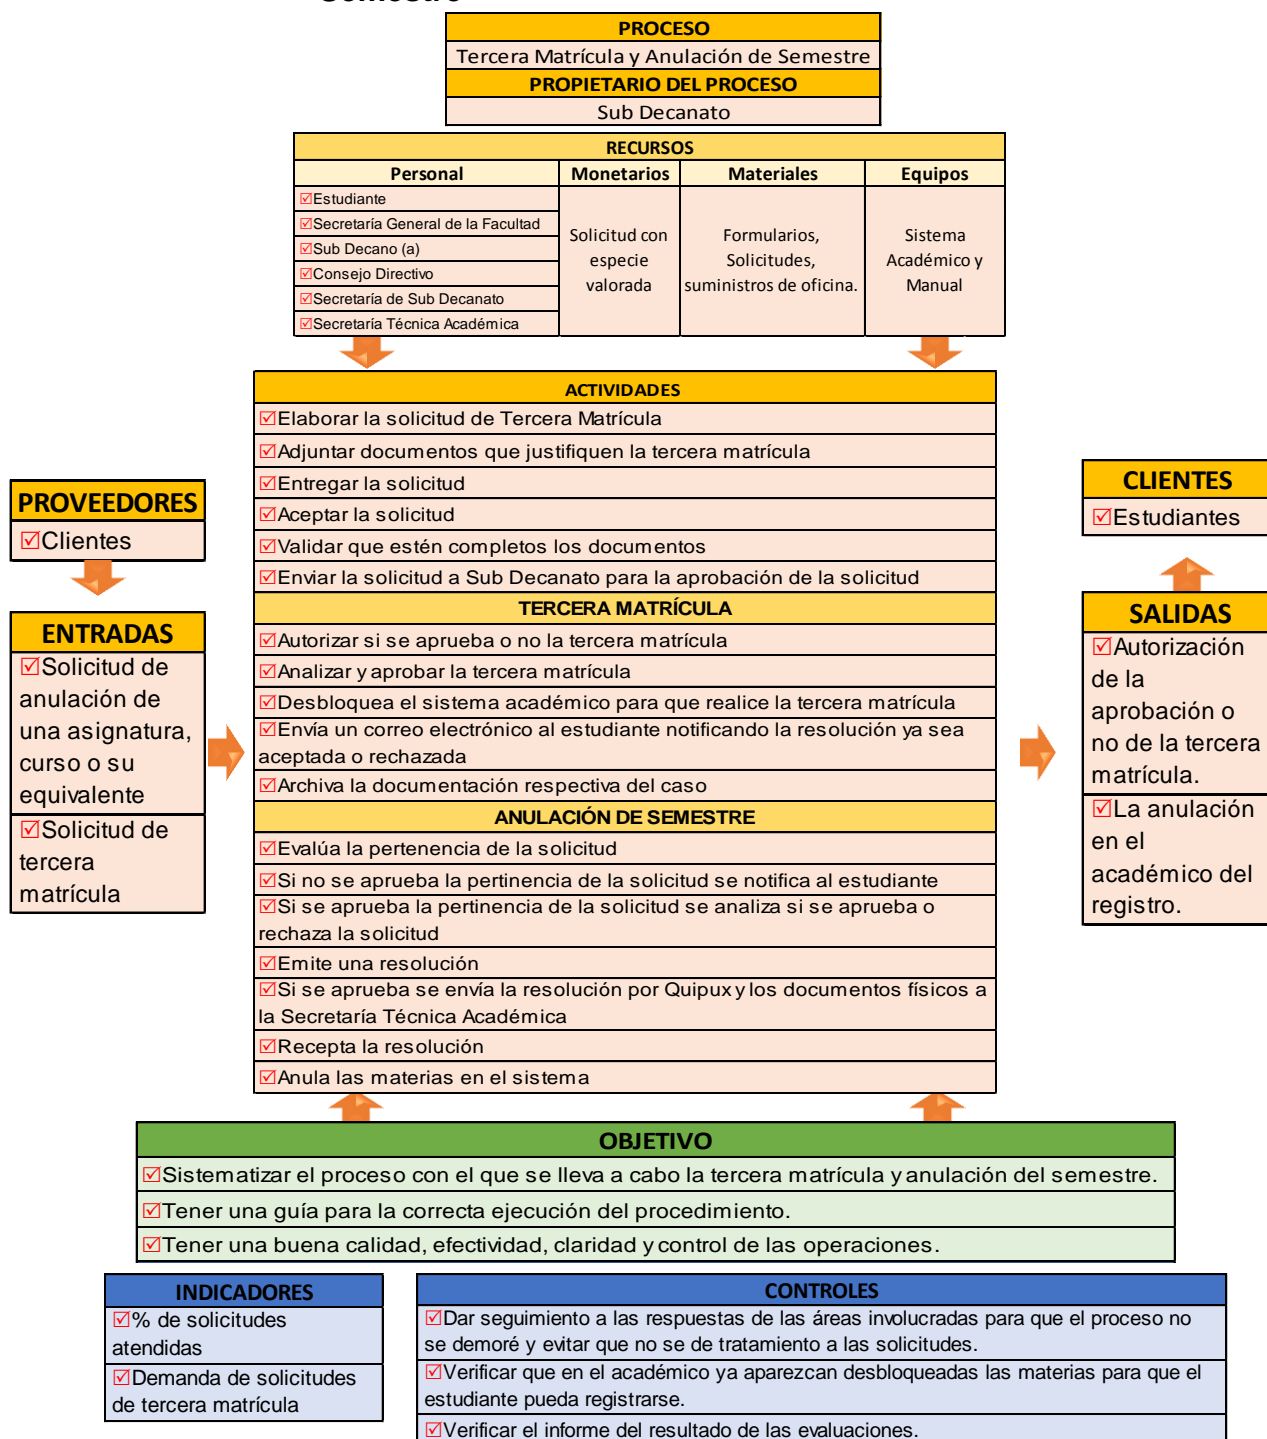 Semestre
PROCESO
Tercera Matrícula y Anulación de Semestre
PROPIETARIO DEL PROCESO
Sub Decanato
RECURSOS
Personal
Monetarios
Materiales
Equipos
☑Estudiante
☑Secretaría General de la Facultad
☑Sub Decano (a)
☑Consejo Directivo
☑Secretaría de Sub Decanato
☑Secretaría Técnica Académica
Solicitud con
especie
valorada
Formularios,
Solicitudes,
suministros de oficina.
Sistema
Académico y
Manual
PROVEEDORES
☑Clientes
ENTRADAS
☑Solicitud de
anulación de
una asignatura,
curso o su
equivalente
☑Solicitud de
tercera
matrícula
ACTIVIDADES
☑Elaborar la solicitud de Tercera Matrícula
☑Adjuntar documentos que justifiquen la tercera matrícula
☑Entregar la solicitud
☑Aceptar la solicitud
☑Validar que estén completos los documentos
☑Enviar la solicitud a Sub Decanato para la aprobación de la solicitud
TERCERA MATRÍCULA
☑Autorizar si se aprueba o no la tercera matrícula
☑Analizar y aprobar la tercera matrícula
☑Desbloquea el sistema académico para que realice la tercera matrícula
☑Envía un correo electrónico al estudiante notificando la resolución ya sea
aceptada o rechazada
☑Archiva la documentación respectiva del caso
ANULACIÓN DE SEMESTRE
☑Evalúa la pertenencia de la solicitud
☑Si no se aprueba la pertinencia de la solicitud se notifica al estudiante
☑Si se aprueba la pertinencia de la solicitud se analiza si se aprueba o
rechaza la solicitud
☑Emite una resolución
☑Si se aprueba se envía la resolución por Quipux y los documentos físicos a
la Secretaría Técnica Académica
☑Recepta la resolución
☑Anula las materias en el sistema
CLIENTES
☑Estudiantes
SALIDAS
☑Autorización
de la
aprobación o
no de la tercera
matrícula.
☑La anulación
en el
académico del
registro.
OBJETIVO
☑Sistematizar el proceso con el que se lleva a cabo la tercera matrícula y anulación del semestre.
☑Tener una guía para la correcta ejecución del procedimiento.
☑Tener una buena calidad, efectividad, claridad y control de las operaciones.
INDICADORES
☑% de solicitudes
atendidas
☑Demanda de solicitudes
de tercera matrícula
CONTROLES
☑Dar seguimiento a las respuestas de las áreas involucradas para que el proceso no
se demoré y evitar que no se de tratamiento a las solicitudes.
☑Verificar que en el académico ya aparezcan desbloqueadas las materias para que el
estudiante pueda registrarse.
☑Verificar el informe del resultado de las evaluaciones.